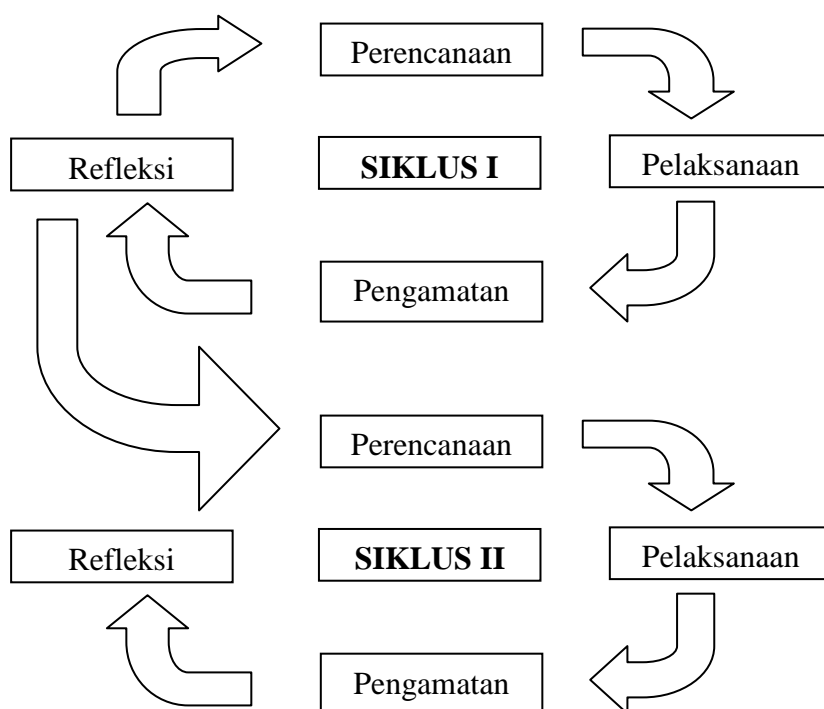 Perencanaan
Refleksi
SIKLUS I
Pelaksanaan
Pengamatan
Perencanaan
Refleksi
SIKLUS II
Pelaksanaan
Pengamatan